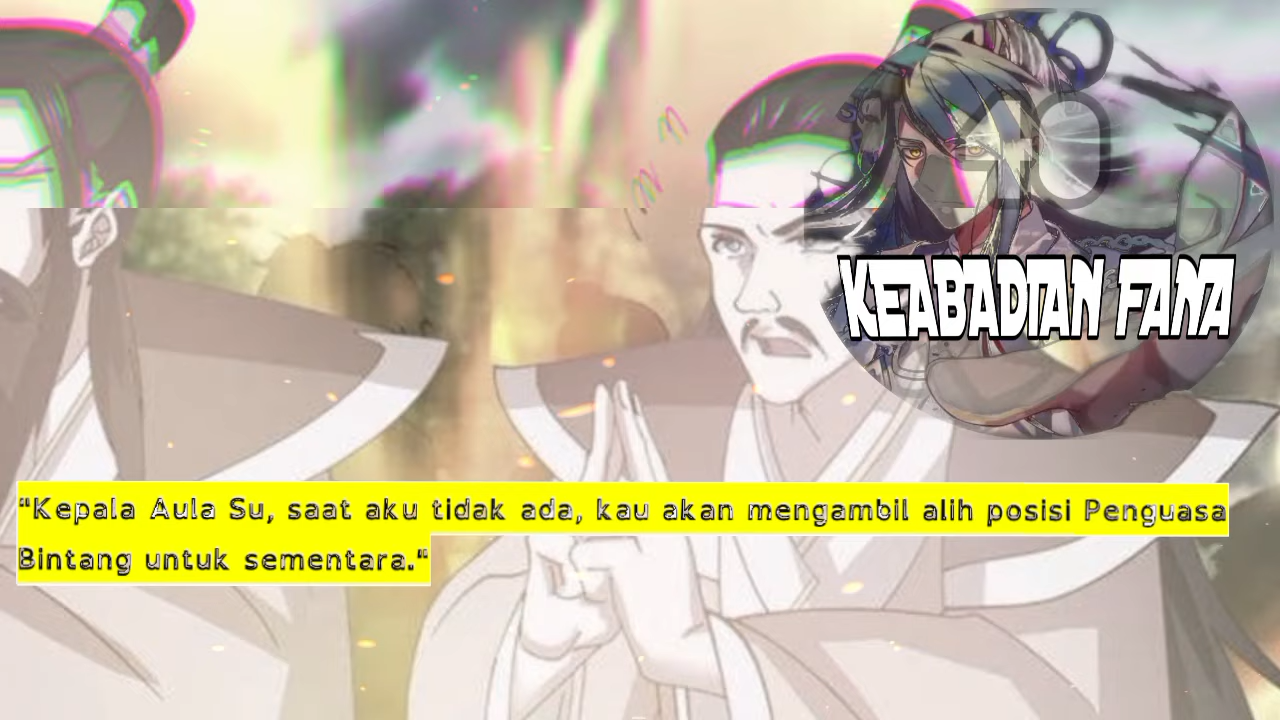 KEABADIAN FANA
"Kepala Aula Su, saat aku tidak ada, kau akan mengambil alih posisi Penguasa
Bintang untuk sementara."